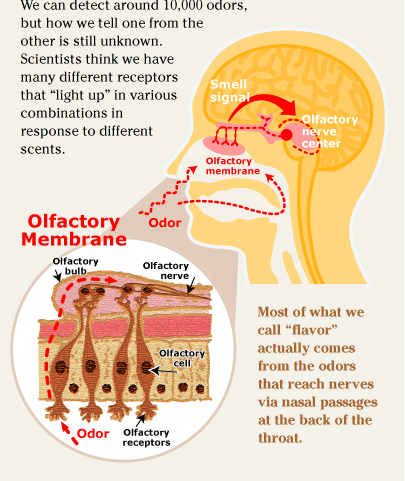 We can detect around 10,000 odors,
but how we tell one from the
other is still unknown.
Scientists think we have
many different receptors
that “light up” in various
combinations in
response to different
scents.
Smell
signal
Olfactory
nerve
center
Olfactory
membrane
Odor
Olfactory
Membrane
Olfactory
bulb
Olfactory
nerve
Olfactory
cell
Odor
Olfactory
receptors
Most of what we
call “flavor”
actually comes
from the odors
that reach nerves
via nasal passages
at the back of the
throat.